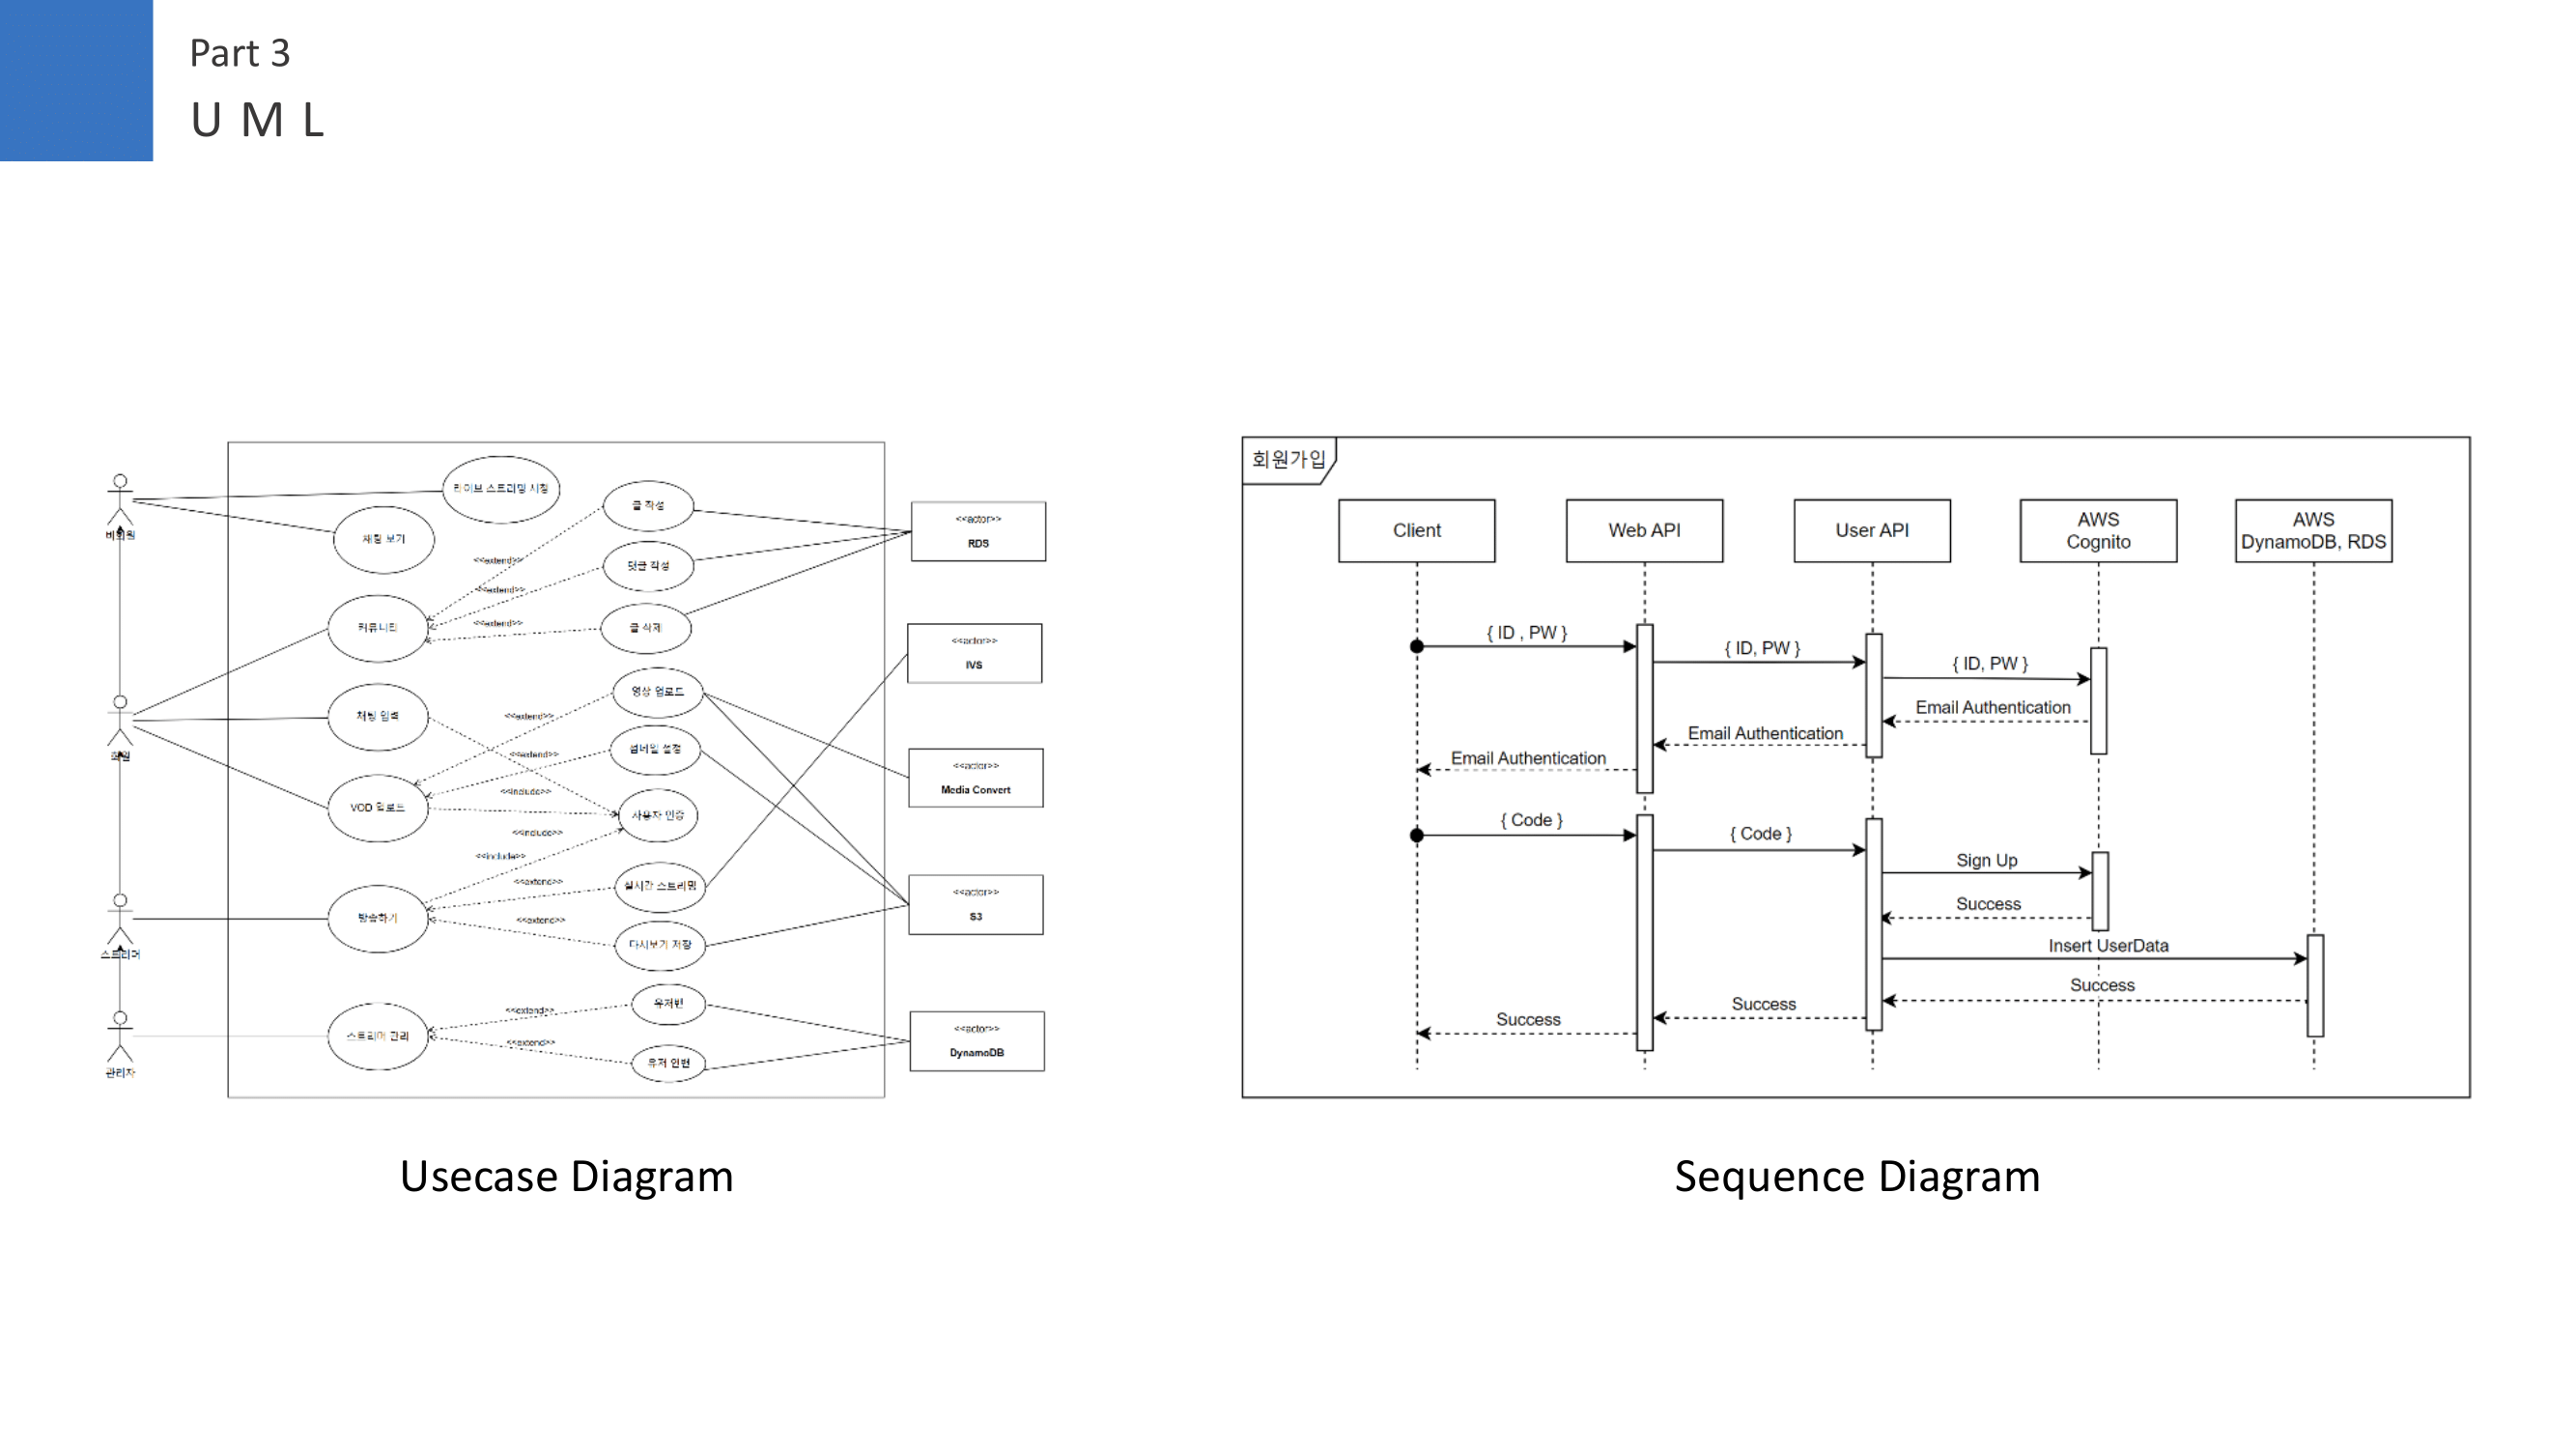 Part 3
U M L
라이브 스트리밍 시청
글 작성
<<actor>>
RDS
비회원
채팅 보기
<<extend>>
댓글 작성
<<extend>>
커뮤니티
<<extend>>
글 삭제
<<actor>>
IVS
영상 업로드
채팅 입력
<<extend>>
썸네일 설정
<<extend>>
회원
<<actor>>
Media Convert
<<include>>
VOD 업로드
사용자 인증
<<include>>
<<include>>
<<extend>>
실시간 스트리밍
<<actor>>
S3
방송하기
<<extend>>
다시보기 저장
스트리머
유저밴
<<extend>>
<<actor>>
DynamoDB
스트리머 관리
<<extend>>
유저 언밴
관리자
Usecase Diagram
회원가입
Client
Web API
User API
AWS
Cognito
AWS
DynamoDB, RDS
{ ID , PW }
{ ID, PW }
{ ID, PW }
Email Authentication
Email Authentication
Email Authentication
{ Code }
{ Code }
Sign Up
Success
Insert UserData
Success
Success
Success
Sequence Diagram